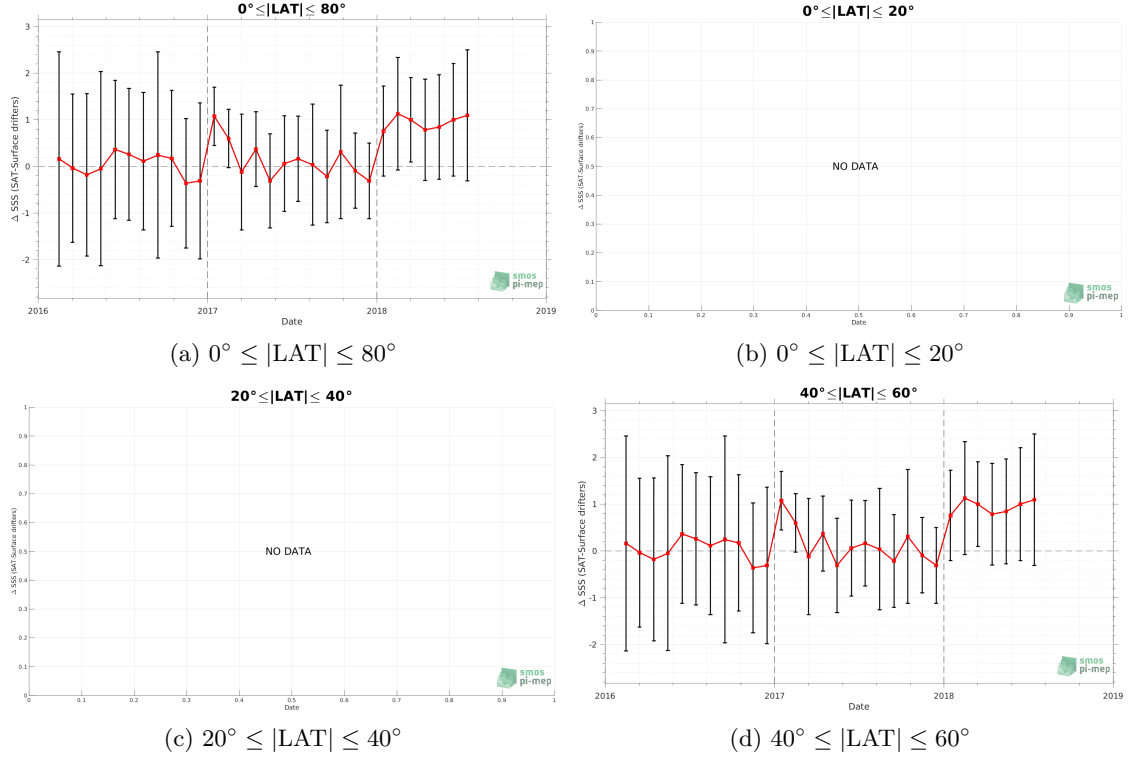 0°≤|LAT|≤ 80°
3
2
1
0
-1
-2
Δ SSS (SAT-Surface drifters)
2016
2017
2018
2019
Date
smos
pi-mep
(a) 0° ≤ |LAT| ≤ 80°
0°≤|LAT|≤ 20°
1
0.9
0.8
0.7
0.6
0.5
0.4
0.3
0.2
0.1
0
Δ SSS (SAT-Surface drifters)
NO DATA
0
0.1
0.2
0.3
0.4
0.5
0.6
0.7
0.8
0.9
1
Date
smos
pi-mep
(b) 0° ≤ |LAT| ≤ 20°
20°≤|LAT|≤ 40°
1
0.9
0.8
0.7
0.6
0.5
0.4
0.3
0.2
0.1
0
Δ SSS (SAT-Surface drifters)
NO DATA
0
0.1
0.2
0.3
0.4
0.5
0.6
0.7
0.8
0.9
1
Date
smos
pi-mep
(c) 20° ≤ |LAT| ≤ 40°
40°≤|LAT|≤ 60°
3
2
1
0
-1
-2
Δ SSS (SAT-Surface drifters)
2016
2017
2018
2019
Date
smos
pi-mep
(d) 40° ≤ |LAT| ≤ 60°